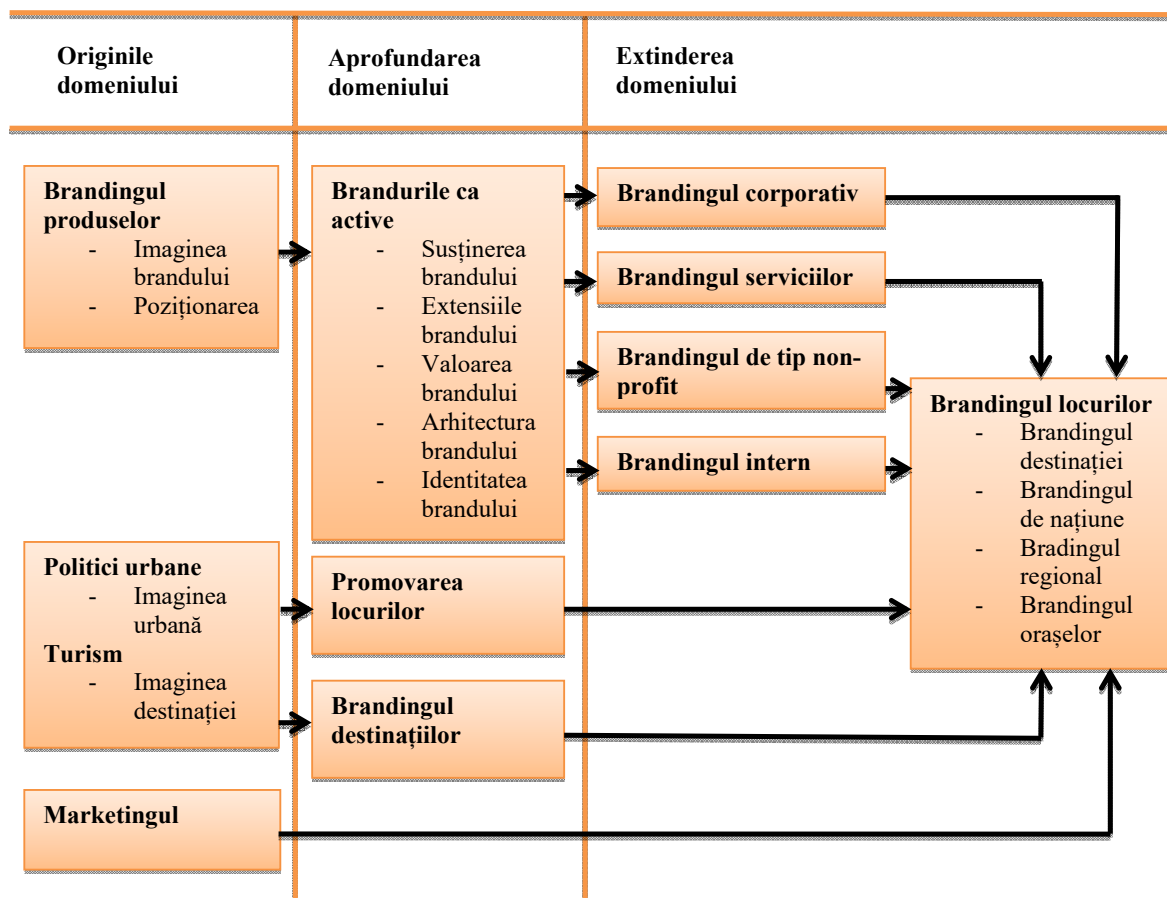 Originile
domeniului
Aprofundarea
domeniului
Extinderea
domeniului
Brandingul
produselor
- Imaginea
brandului
- Poziționarea
Brandurile ca
active
- Susținerea
brandului
- Extensiile
brandului
- Valoarea
brandului
- Arhitectura
brandului
- Identitatea
brandului
Brandingul corporativ
Brandingul serviciilor
Brandingul de tip non-
profit
Brandingul intern
Brandingul locurilor
- Brandingul
destinației
- Brandingul
de națiune
- Bradingul
regional
- Brandingul
orașelor
Politici urbane
- Imaginea
urbană
Turism
- Imaginea
destinației
Promovarea
locurilor
Brandingul
destinațiilor
Marketingul